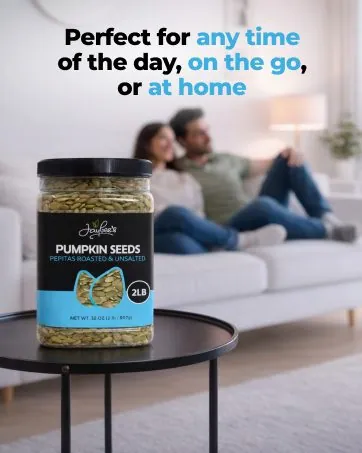 Perfect for any time
of the day, on the go,
or at home
Jaybee's
PUMPKIN SEEDS
PEPITAS ROASTED & UNSALTED
2LB
NET WT. 32 OZ (2 lb) 907g